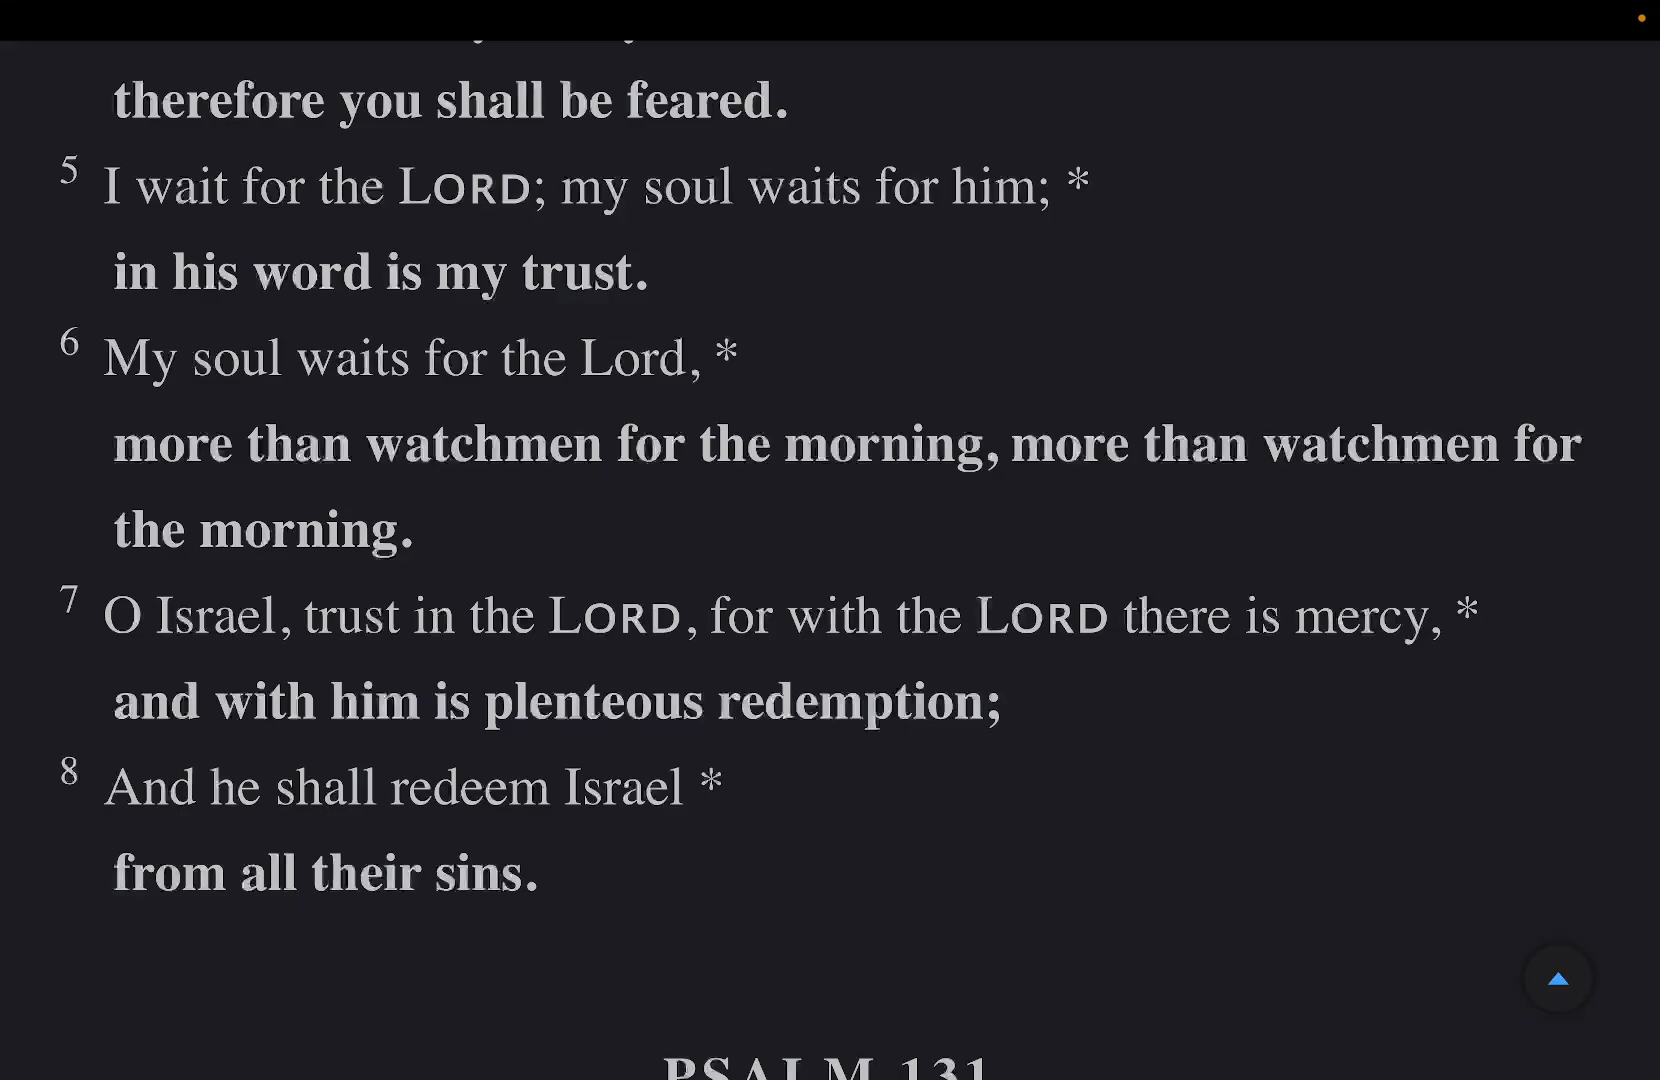 therefore you shall be feared.
5 I wait for the LORD; my soul waits for him; *
in his word is my trust.
6 My soul waits for the Lord, *
more than watchmen for the morning, more than watchmen for
the morning.
7 O Israel, trust in the LORD, for with the LORD there is mercy, *
and with him is plenteous redemption;
8 And he shall redeem Israel *
from all their sins.
PSALM 131